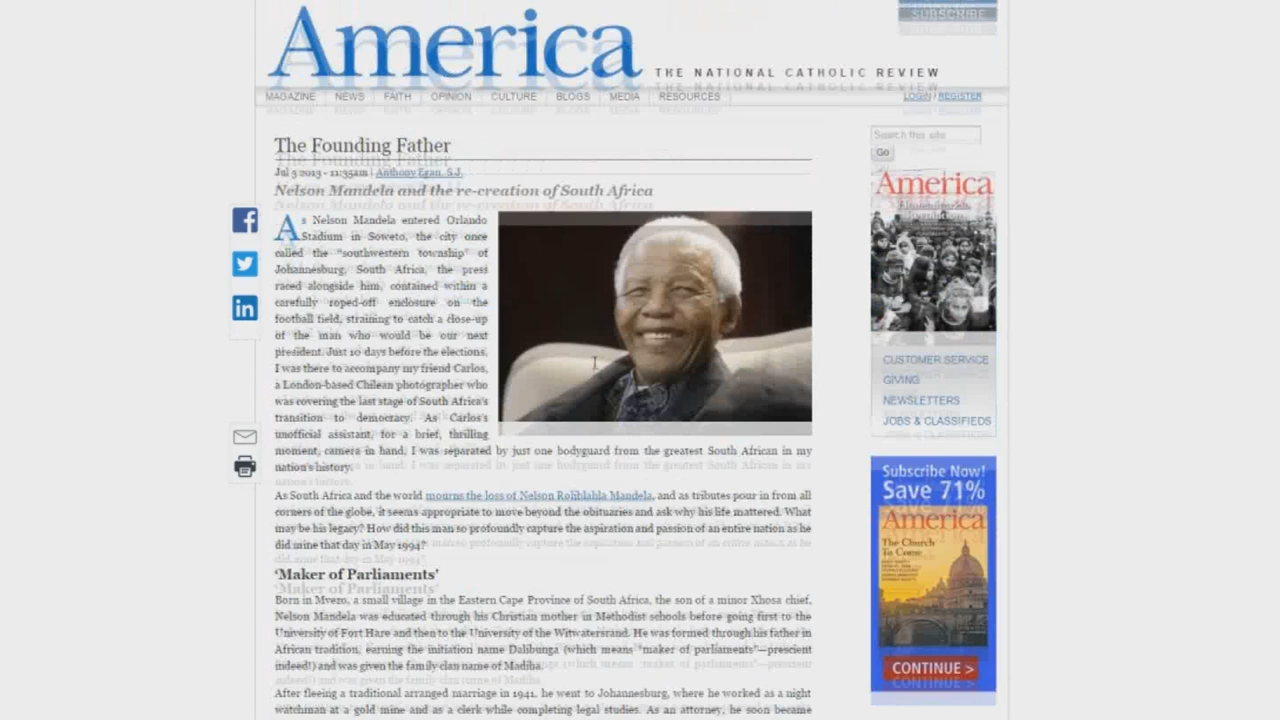 America
SUBSCRIBE
THE NATIONAL CATHOLIC REVIEW
MAGAZINE NEWS FAITH OPINION CULTURE BLOGS MEDIA RESOURCES
LOGIN / REGISTER
The Founding Father
Jul 5 2013 - 11:35am | Anthony Egan, S.J.
Nelson Mandela and the re-creation of South Africa
As Nelson Mandela entered Orlando
Stadium in Soweto, the city once
called the "southwestern township" of
Johannesburg, South Africa, the press
raced alongside him, contained within a
carefully roped-off enclosure on the
football field, straining to catch a close-up
of the man who would be our next
president. Just 10 days before the elections,
I was there to accompany my friend Carlos,
a London-based Chilean photographer who
was covering the last stage of South Africa's
transition to democracy. As Carlos's
unofficial assistant, for a brief, thrilling
moment, camera in hand, I was separated by just one bodyguard from the greatest South African in my
nation's history.
As South Africa and the world mourns the loss of Nelson Rolihlahla Mandela, and as tributes pour in from all
corners of the globe, it seems appropriate to move beyond the obituaries and ask why his life mattered. What
may be his legacy? How did this man so profoundly capture the aspiration and passion of an entire nation as he
did mine that day in May 1994?
'Maker of Parliaments'
Born in Mvezo, a small village in the Eastern Cape Province of South Africa, the son of a minor Xhosa chief,
Nelson Mandela was educated through his Christian mother in Methodist schools before going first to the
University of Fort Hare and then to the University of the Witwatersrand. He was formed through his father in
African tradition, earning the initiation name Dalibunga (which means "maker of parliaments"—prescient
indeed!) and was given the family clan name of Madiba.
After fleeing a traditional arranged marriage in 1941, he went to Johannesburg, where he worked as a night
watchman at a gold mine and as a clerk while completing legal studies. As an attorney, he soon became
Search this site
Go
America
CUSTOMER SERVICE
GIVING
NEWSLETTERS
JOBS & CLASSIFIEDS
Subscribe Now!
Save 71%
America
The Church
To Come
CONTINUE >